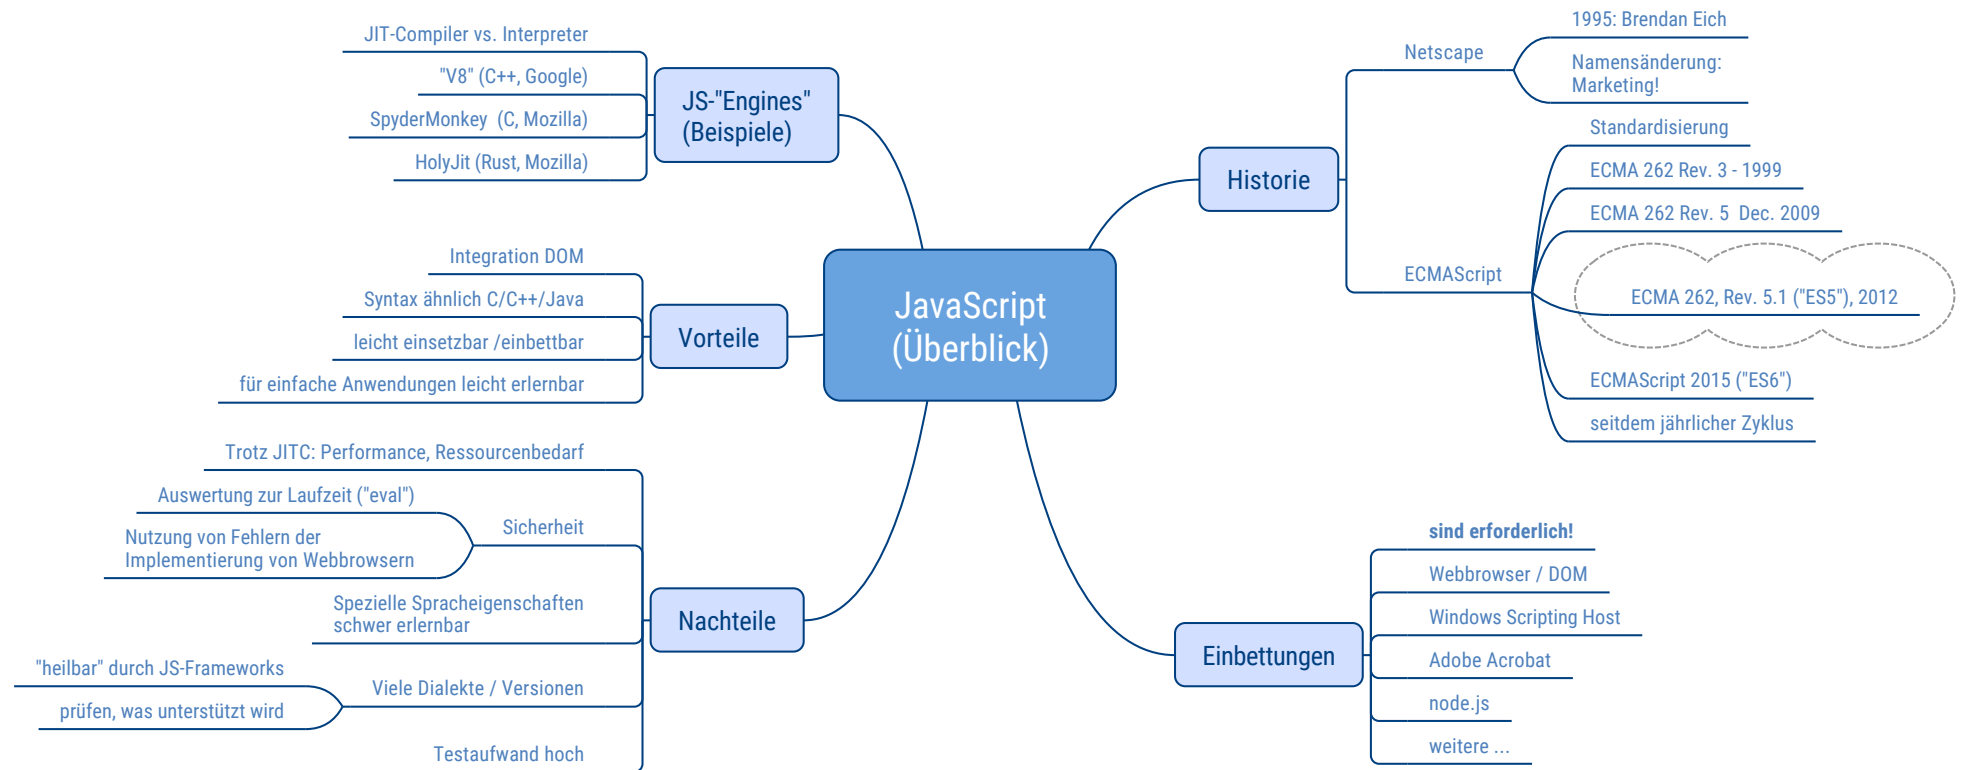 JavaScript
(Überblick)
JS-"Engines"
(Beispiele)
JIT-Compiler vs. Interpreter
"V8" (C++, Google)
SpyderMonkey  (C, Mozilla)
HolyJit (Rust, Mozilla)
Vorteile
Integration DOM
Syntax ähnlich C/C++/Java
leicht einsetzbar /einbettbar
für einfache Anwendungen leicht erlernbar
Nachteile
Trotz JITC: Performance, Ressourcenbedarf
Sicherheit
Auswertung zur Laufzeit ("eval")
Nutzung von Fehlern der
Implementierung von Webbrowsern
Spezielle Spracheigenschaften
schwer erlernbar
Viele Dialekte / Versionen
"heilbar" durch JS-Frameworks
prüfen, was unterstützt wird
Testaufwand hoch
Historie
Netscape
1995: Brendan Eich
Namensänderung:
Marketing!
ECMAScript
Standardisierung
ECMA 262 Rev. 3 - 1999
ECMA 262 Rev. 5  Dec. 2009
ECMA 262, Rev. 5.1 ("ES5"), 2012
ECMAScript 2015 ("ES6")
seitdem jährlicher Zyklus
Einbettungen
sind erforderlich!
Webbrowser / DOM
Windows Scripting Host
Adobe Acrobat
node.js
weitere ...